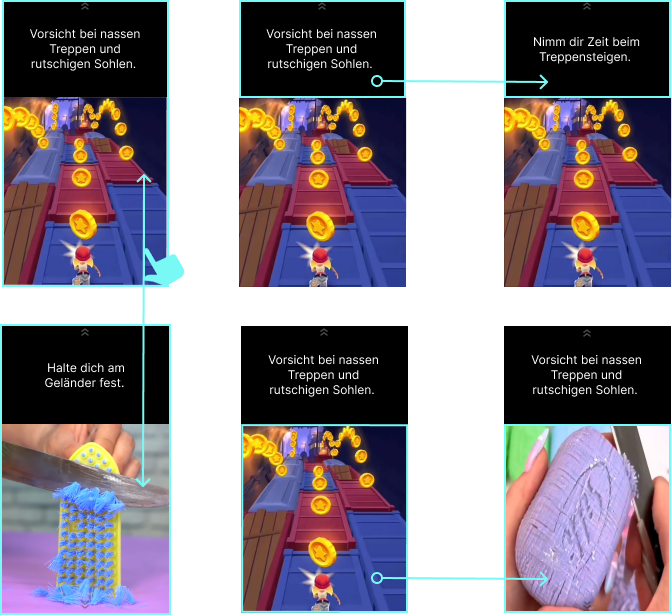 Vorsicht bei nassen
Treppen und
rutschigen Sohlen.
Vorsicht bei nassen
Treppen und
rutschigen Sohlen.
Nimm dir Zeit beim
Treppensteigen.
Halte dich am
Geländer fest.
Vorsicht bei nassen
Treppen und
rutschigen Sohlen.
Vorsicht bei nassen
Treppen und
rutschigen Sohlen.